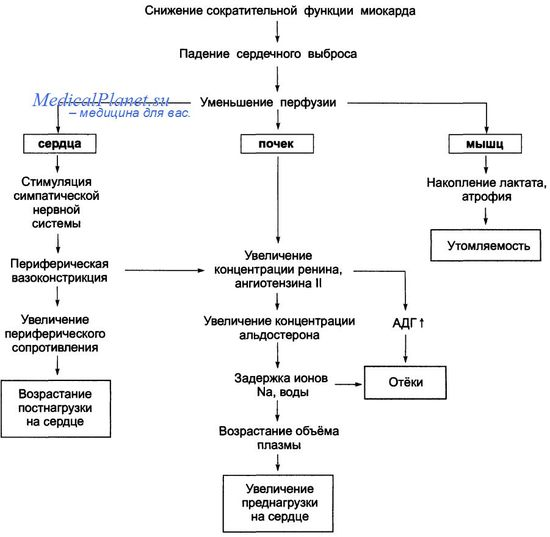 Снижение сократительной функции миокарда
Падение сердечного выброса
MedicalPlanet.su
– медицина для вас.
Уменьшение перфузии
сердца
почек
мышц
Стимуляция
симпатической
нервной
системы
Накопление лактата,
атрофия
Утомляемость
Периферическая
вазоконстрикция
Увеличение
концентрации ренина,
ангиотензина II
Увеличение
периферического
сопротивления
Увеличение концентрации
альдостерона
АДГ↑
Возрастание
постнагрузки
на сердце
Задержка ионов
Na, воды
Отёки
Возрастание объёма
плазмы
Увеличение
преднагрузки
на сердце